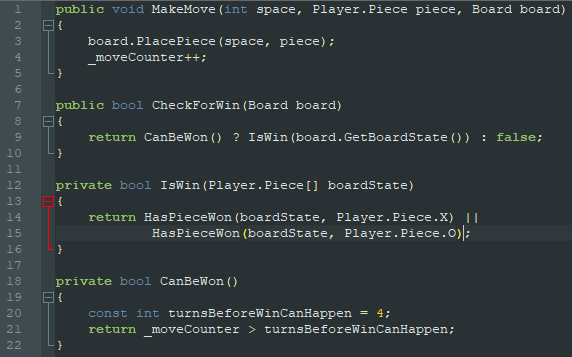 1 public void MakeMove(int space, Player.Piece piece, Board board)
2 {
3     board.PlacePiece(space, piece);
4     _moveCounter++;
5 }
6
7 public bool CheckForWin(Board board)
8 {
9     return CanBeWon() ? IsWin(board.GetBoardState()) : false;
10 }
11
12 private bool IsWin(Player.Piece[] boardState)
13 {
14     return HasPieceWon(boardState, Player.Piece.X) ||
15             HasPieceWon(boardState, Player.Piece.O);
16 }
17
18 private bool CanBeWon()
19 {
20     const int turnsBeforeWinCanHappen = 4;
21     return _moveCounter > turnsBeforeWinCanHappen;
22 }